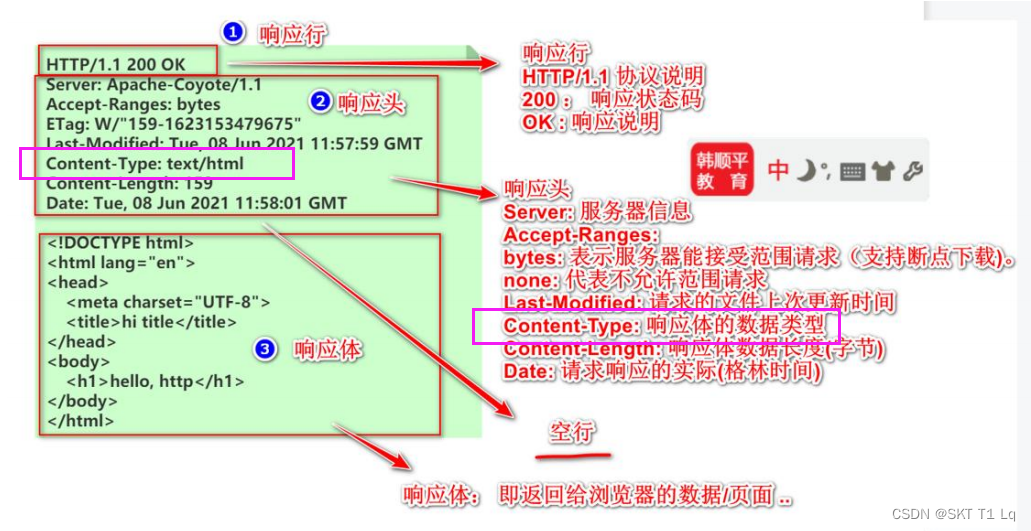 1 响应行
HTTP/1.1 200 OK
Server: Apache-Coyote/1.1
Accept-Ranges: bytes
2 响应头
ETag: W/"159-1623153479675"
Last-Modified: Tue, 08 Jun 2021 11:57:59 GMT
Content-Type: text/html
Content-Length: 159
Date: Tue, 08 Jun 2021 11:58:01 GMT
<!DOCTYPE html>
<html lang="en">
<head>
<meta charset="UTF-8">
<title>hi title</title>
</head>
3 响应体
<body>
<h1>hello, http</h1>
</body>
</html>
响应行
HTTP/1.1 协议说明
200： 响应状态码
OK : 响应说明
韩顺平
教 育
中
响应头
Server: 服务器信息
Accept-Ranges:
bytes: 表示服务器能接受范围请求（支持断点下载)。
none: 代表不允许范围请求
Last-Modified: 请求的文件上次更新时间
Content-Type: 响应体的数据类型
Content-Length: 响应体数据长度(字节)
Date: 请求响应的实际(格林时间)
空行
响应体： 即返回给浏览器的数据/页面 ..
CSDN @SKT T1 Lq